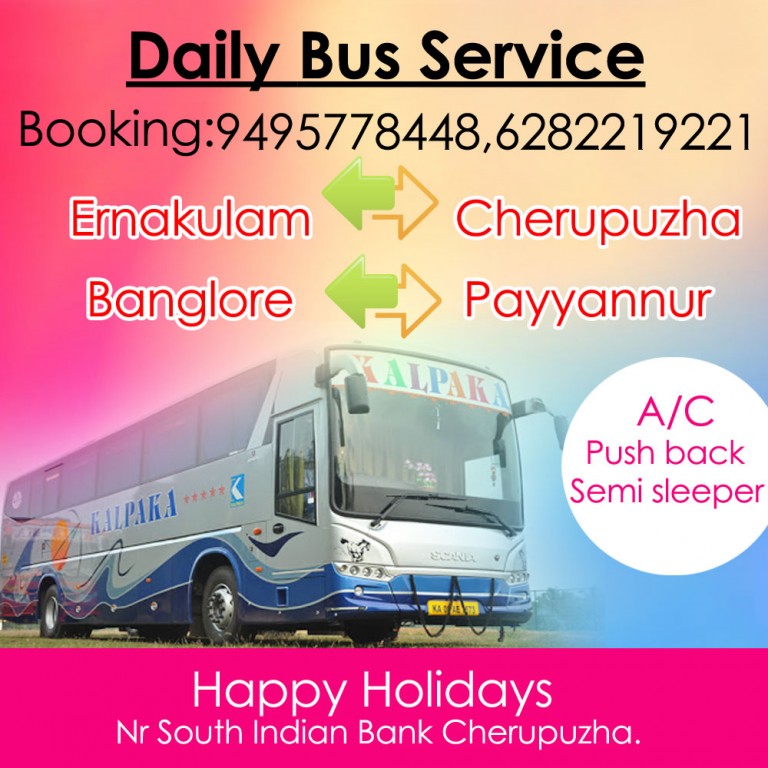 Daily Bus Service
Booking:9495778448,6282219221
Ernakulam Cherupuzha
Banglore Payyannur
KALPAKA
KALPAKA
K
SCANIA
A/C
Push back
Semi sleeper
Happy Holidays
Nr South Indian Bank Cherupuzha.